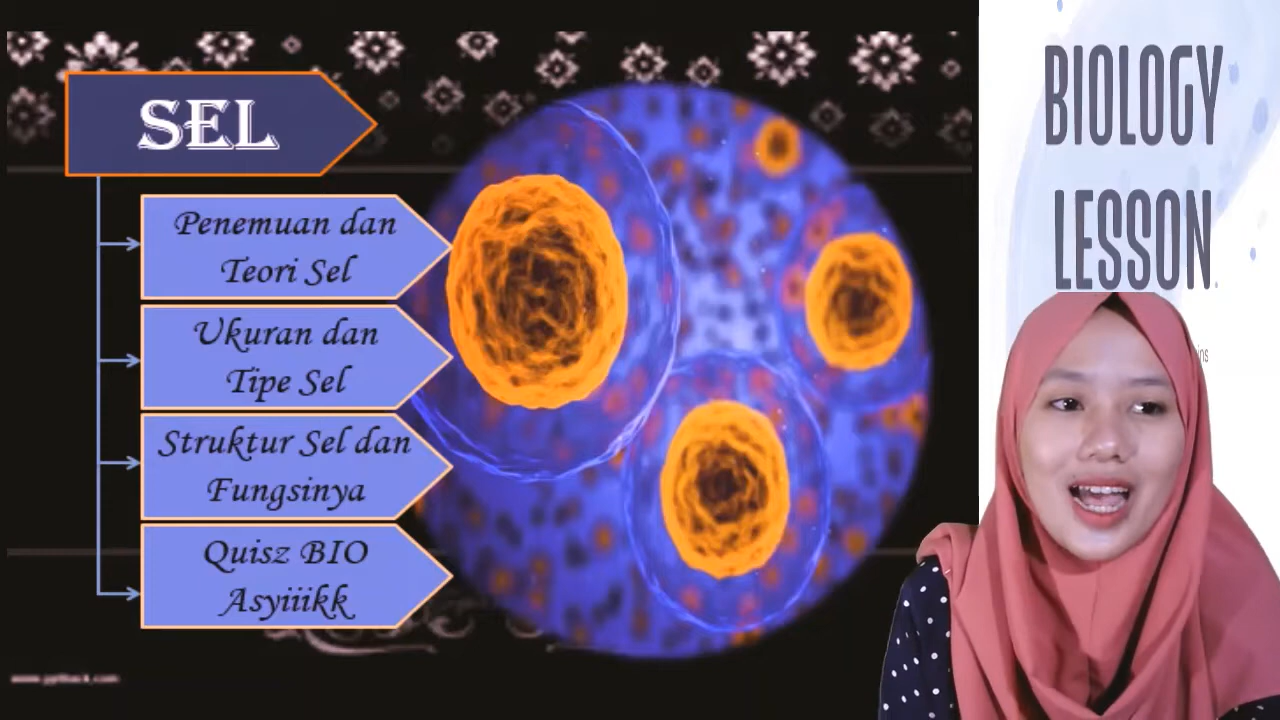 SEL
Penemuan dan
Teori Sel
Ukuran dan
Tipe Sel
Struktur Sel dan
Fungsinya
Quisz BIO
Asyiiikk
BIOLOGY
LESSON